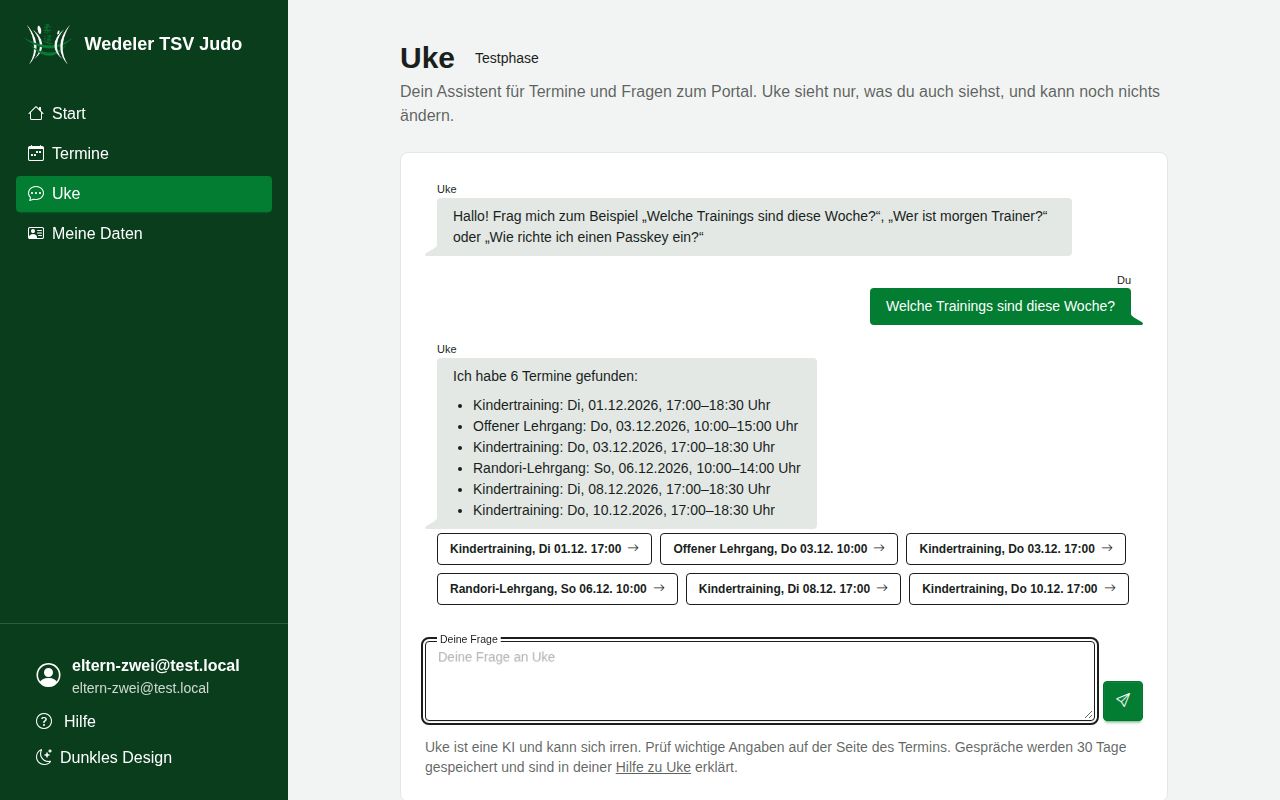 Wedeler TSV Judo
Start
Termine
Uke
Meine Daten
eltern-zwei@test.local
eltern-zwei@test.local
Hilfe
Dunkles Design
Uke Testphase
Dein Assistent für Termine und Fragen zum Portal. Uke sieht nur, was du auch siehst, und kann noch nichts
ändern.
Uke
Hallo! Frag mich zum Beispiel „Welche Trainings sind diese Woche?“, „Wer ist morgen Trainer?“
oder „Wie richte ich einen Passkey ein?“
Du
Welche Trainings sind diese Woche?
Uke
Ich habe 6 Termine gefunden:
• Kindertraining: Di, 01.12.2026, 17:00–18:30 Uhr
• Offener Lehrgang: Do, 03.12.2026, 10:00–15:00 Uhr
• Kindertraining: Do, 03.12.2026, 17:00–18:30 Uhr
• Randori-Lehrgang: So, 06.12.2026, 10:00–14:00 Uhr
• Kindertraining: Di, 08.12.2026, 17:00–18:30 Uhr
• Kindertraining: Do, 10.12.2026, 17:00–18:30 Uhr
Kindertraining, Di 01.12. 17:00 → Offener Lehrgang, Do 03.12. 10:00 → Kindertraining, Do 03.12. 17:00 →
Randori-Lehrgang, So 06.12. 10:00 → Kindertraining, Di 08.12. 17:00 → Kindertraining, Do 10.12. 17:00 →
Deine Frage
Deine Frage an Uke
Uke ist eine KI und kann sich irren. Prüf wichtige Angaben auf der Seite des Termins. Gespräche werden 30 Tage
gespeichert und sind in deiner Hilfe zu Uke erklärt.